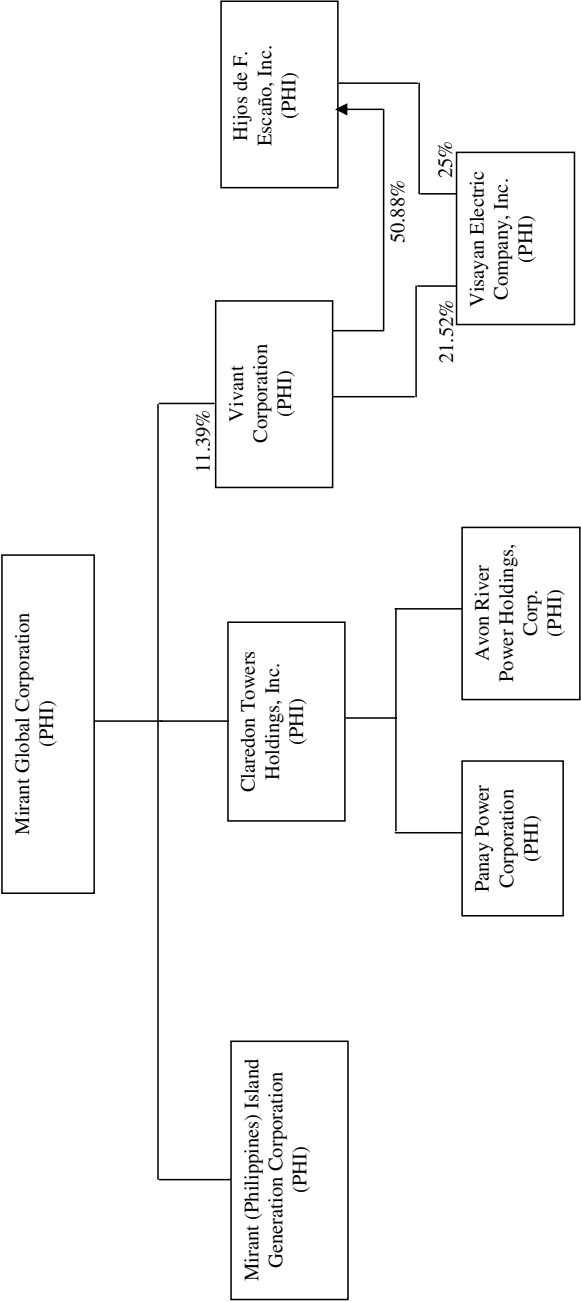 Mirant Global Corporation
(PHI)
Mirant (Philippines) Island
Generation Corporation
(PHI)
Claredon Towers
Holdings, Inc.
(PHI)
11.39%
Vivant
Corporation
(PHI)
Hijos de F.
Escaño, Inc.
(PHI)
50.88%
Panay Power
Corporation
(PHI)
Avon River
Power Holdings,
Corp.
(PHI)
21.52%
25%
Visayan Electric
Company, Inc.
(PHI)